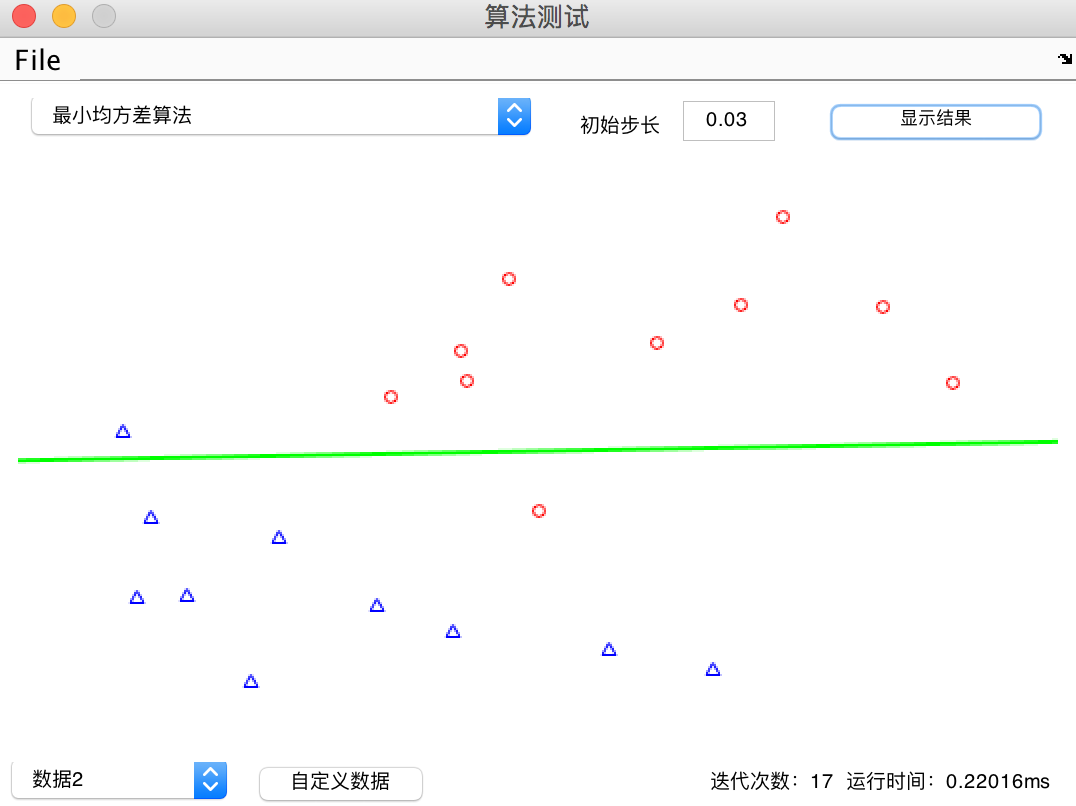 算法测试
File
最小均方差算法
初始步长 0.03
显示结果
数据2
自定义数据
迭代次数：17 运行时间：0.22016ms